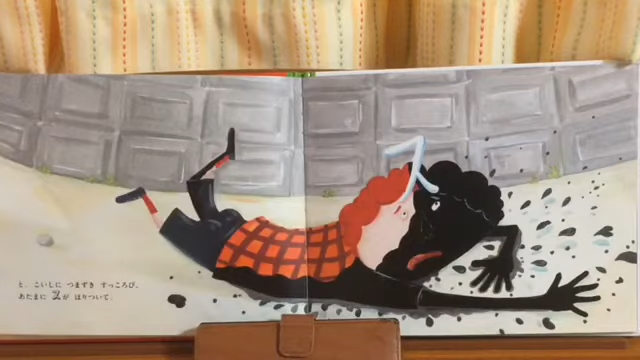 と、こいしに つまずき すっころび、
あたまに 2が はりついて、